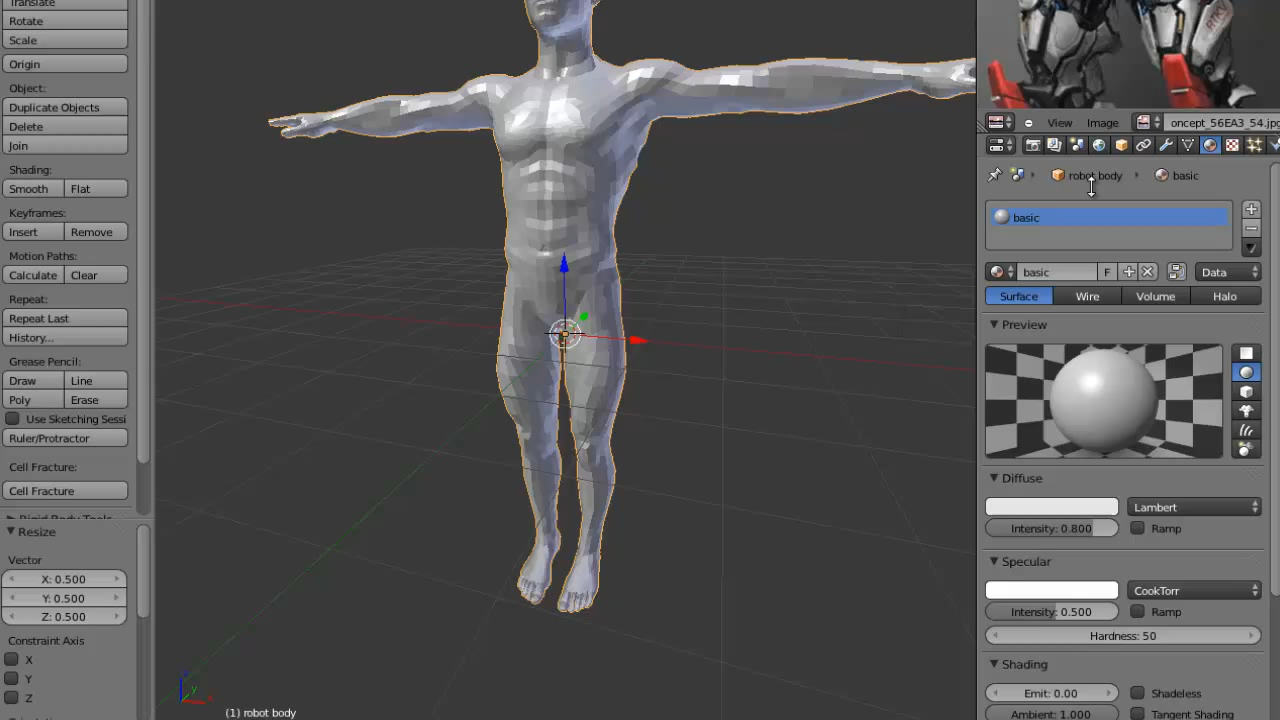 Translate
Rotate
Scale
Origin
Object:
Duplicate Objects
Delete
Join
Shading:
Smooth Flat
Keyframes:
Insert Remove
Motion Paths:
Calculate Clear
Repeat:
Repeat Last
History...
Grease Pencil:
Draw Line
Poly Erase
Use Sketching Sessi
Ruler/Protractor
Cell Fracture:
Cell Fracture
Rigid Body Tools
Resize
Vector
X: 0.500
Y: 0.500
Z: 0.500
Constraint Axis
X
Y
Z
(1) robot body
View Image oncept_56EA3_54.jpg
robot body basic
basic
basic F Data
Surface Wire Volume Halo
Preview
Diffuse
Lambert
Intensity: 0.800 Ramp
Specular
CookTorr
Intensity: 0.500 Ramp
Hardness: 50
Shading
Emit: 0.00 Shadeless
Ambient: 1.000 Tangent Shading